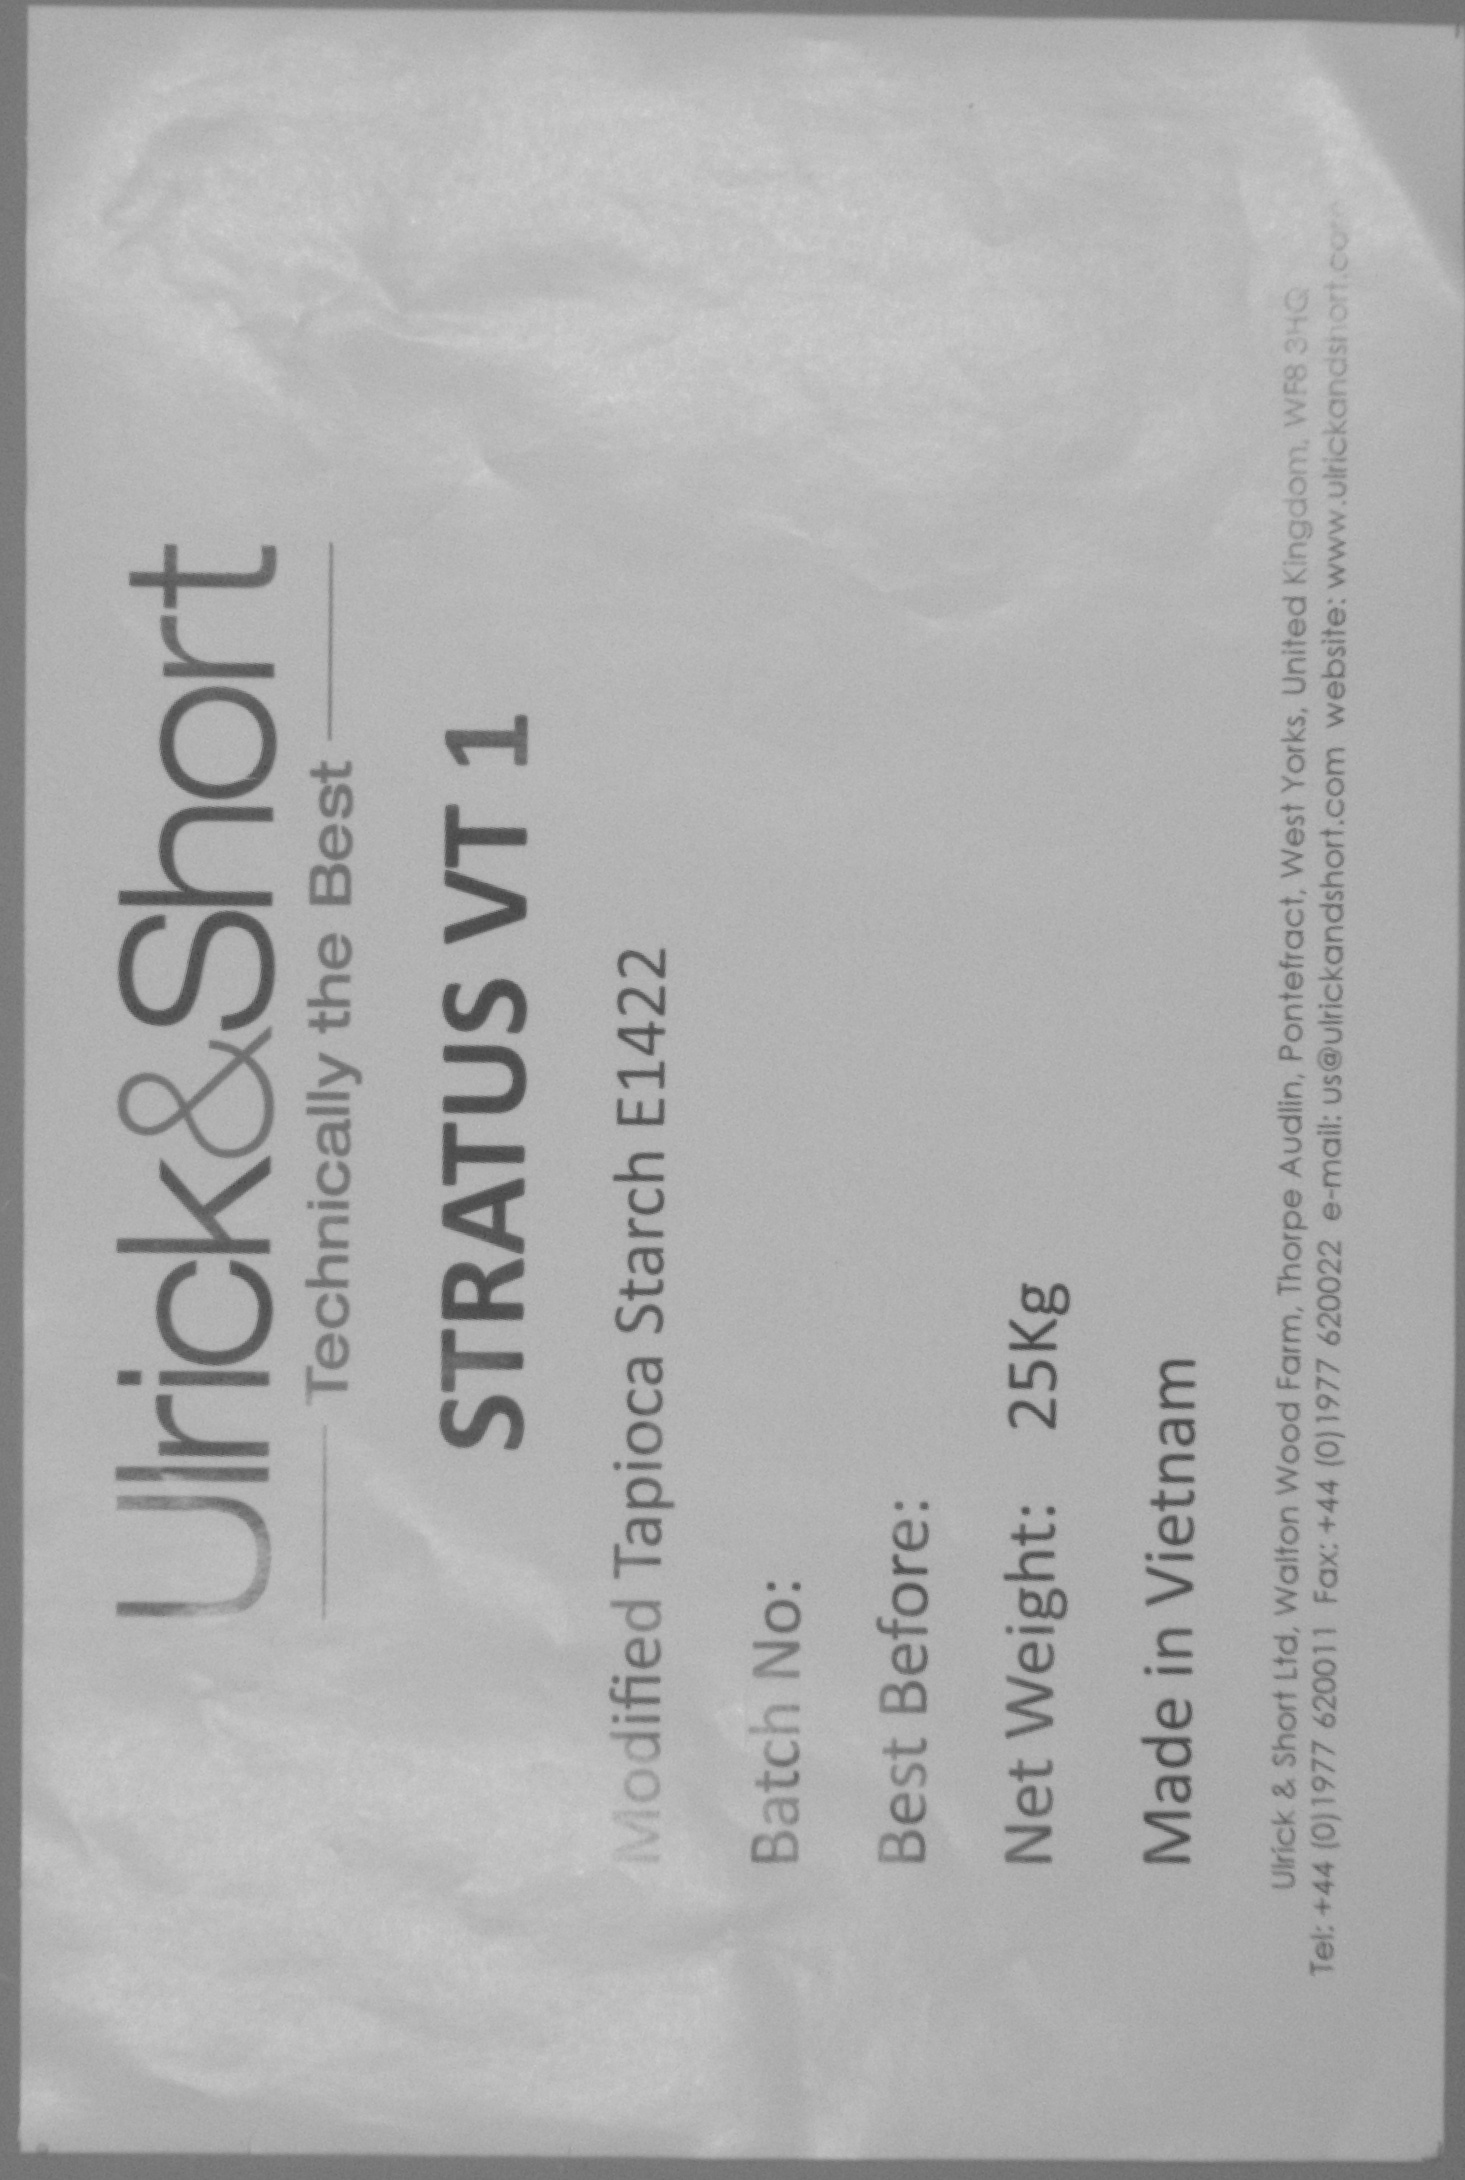 Ulrick&Short
Technically the Best
STRATUS VT 1
Modified Tapioca Starch E1422
Batch No:
Best Before:
Net Weight: 25Kg
Made in Vietnam
Ulrick & Short Ltd, Walton Wood Farm, Thorpe Audlin, Pontefract, West Yorks, United Kingdom, WF8 3HQ
Tel: +44 (0)1977 620011 Fax: +44 (0)1977 620022 e-mail: us@ulrickandshort.com website: www.ulrickandshort.com